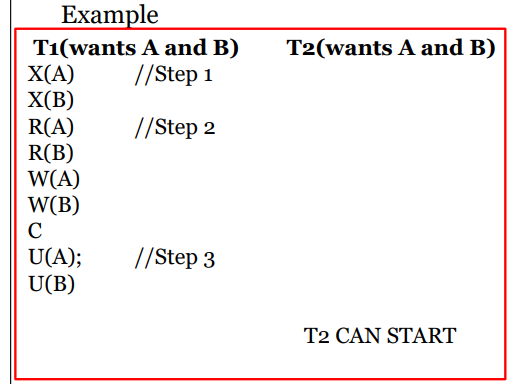 Example
T1(wants A and B) T2(wants A and B)
X(A) //Step 1
X(B)
R(A) //Step 2
R(B)
W(A)
W(B)
C
U(A); //Step 3
U(B)
T2 CAN START